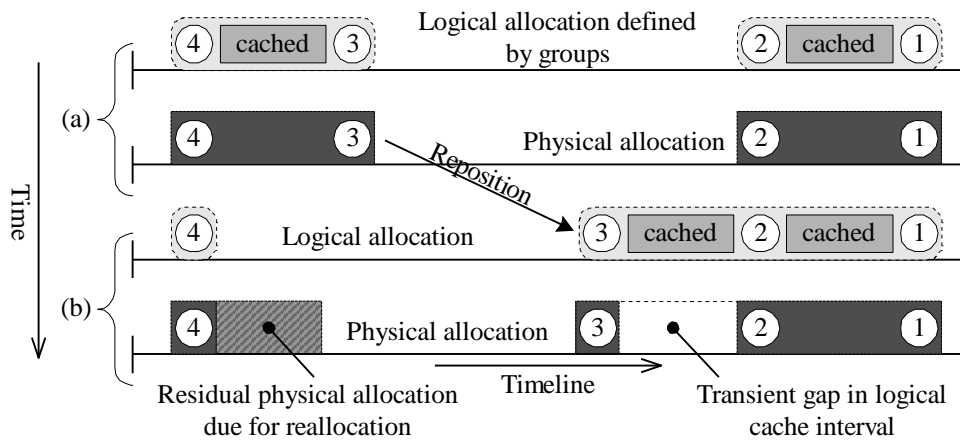 4 cached 3 Logical allocation defined by groups 2 cached 1
(a)
4 3 Physical allocation 2 1
Reposition
Time
4 Logical allocation 3 cached 2 cached 1
(b)
4 Physical allocation 3 2 1
Timeline
Residual physical allocation
due for reallocation
Transient gap in logical
cache interval